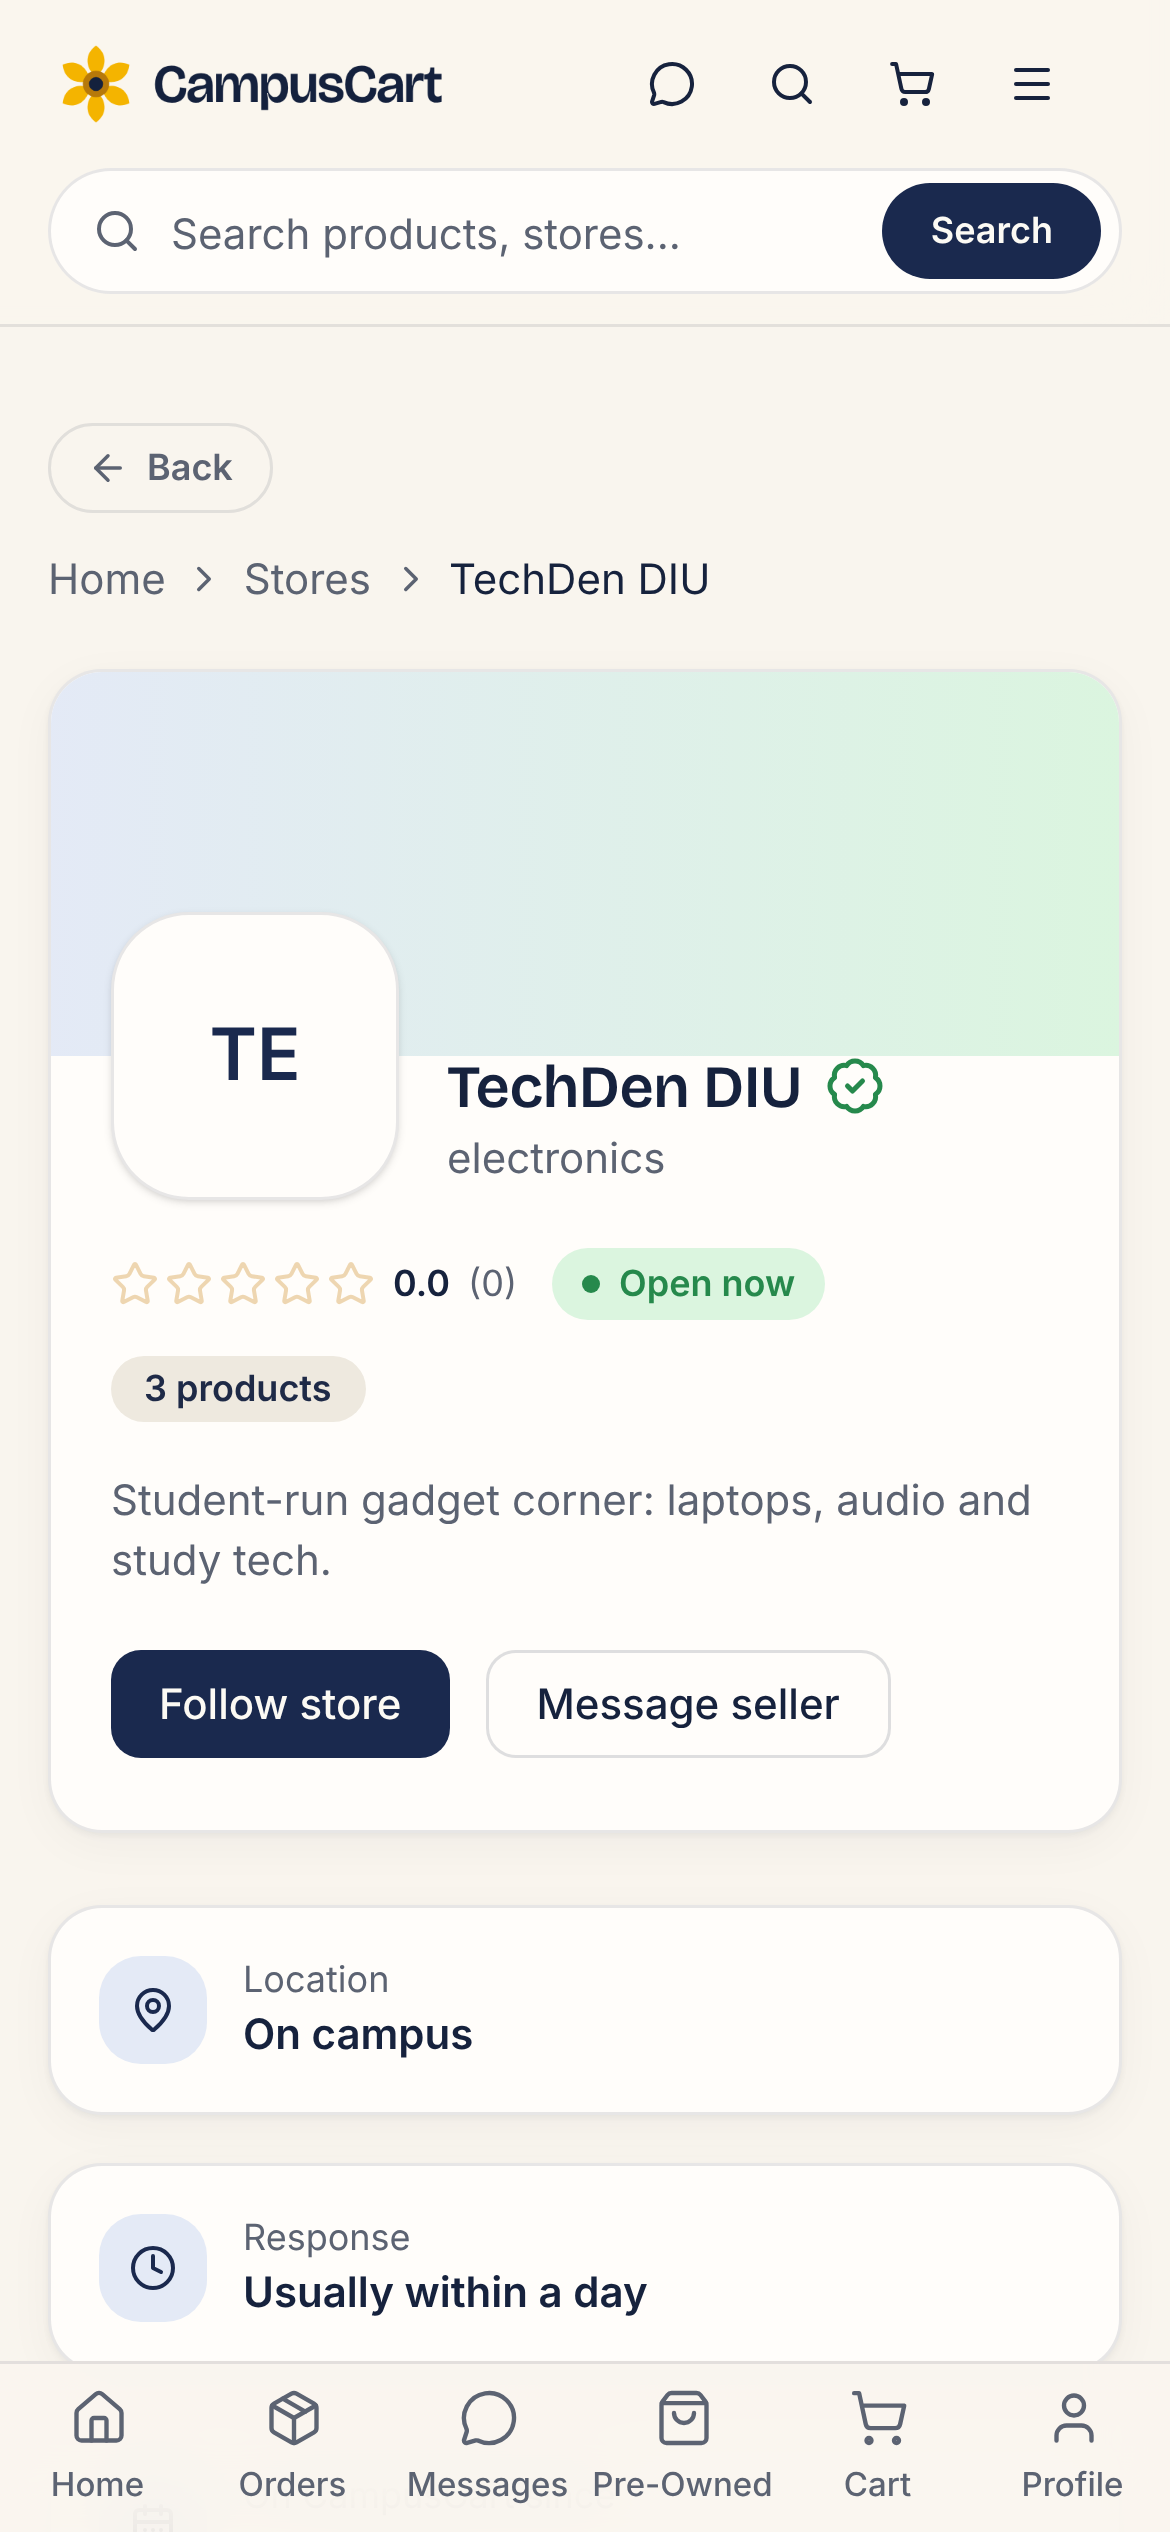 CampusCart
Search products, stores...
Search
Back
Home > Stores > TechDen DIU
TE
TechDen DIU
electronics
0.0 (0)
Open now
3 products
Student-run gadget corner: laptops, audio and
study tech.
Follow store
Message seller
Location
On campus
Response
Usually within a day
Home
Orders
Messages
Pre-Owned
Cart
Profile